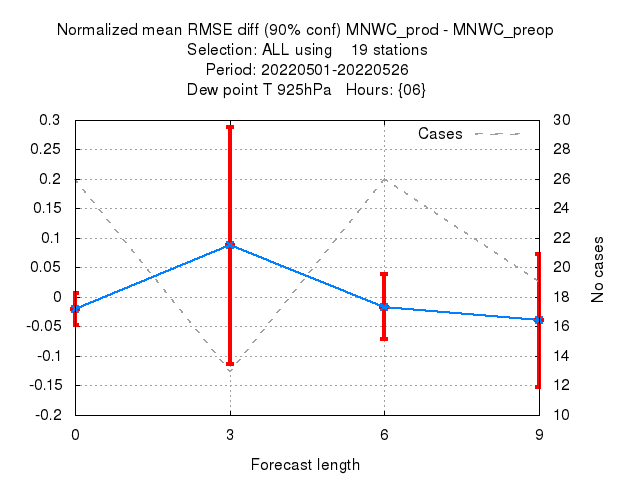 Normalized mean RMSE diff (90% conf) MNWC_prod - MNWC_preop
Selection: ALL using    19 stations
Period: 20220501-20220526
Dew point T 925hPa   Hours: {06}
Cases
0.3
0.25
0.2
0.15
0.1
0.05
0
-0.05
-0.1
-0.15
-0.2
30
28
26
24
22
20
18
16
14
12
10
No cases
0 3 6 9
Forecast length